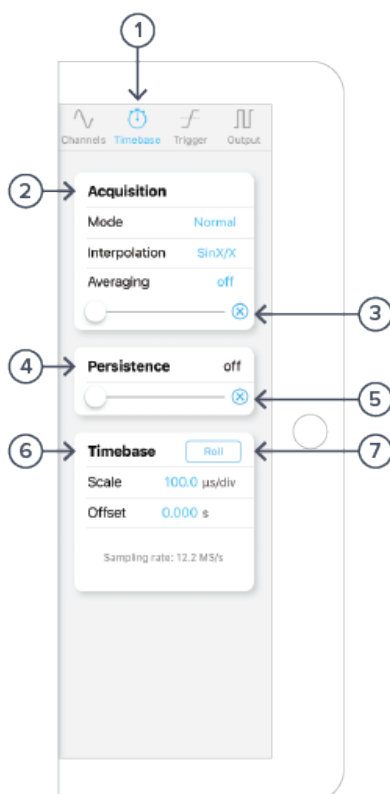 1
Channels Timebase Trigger Output
2 Acquisition
Mode Normal
Interpolation SinX/X
Averaging off
3
4 Persistence off
5
6 Timebase Roll 7
Scale 100.0 µs/div
Offset 0.000 s
Sampling rate: 12.2 MS/s